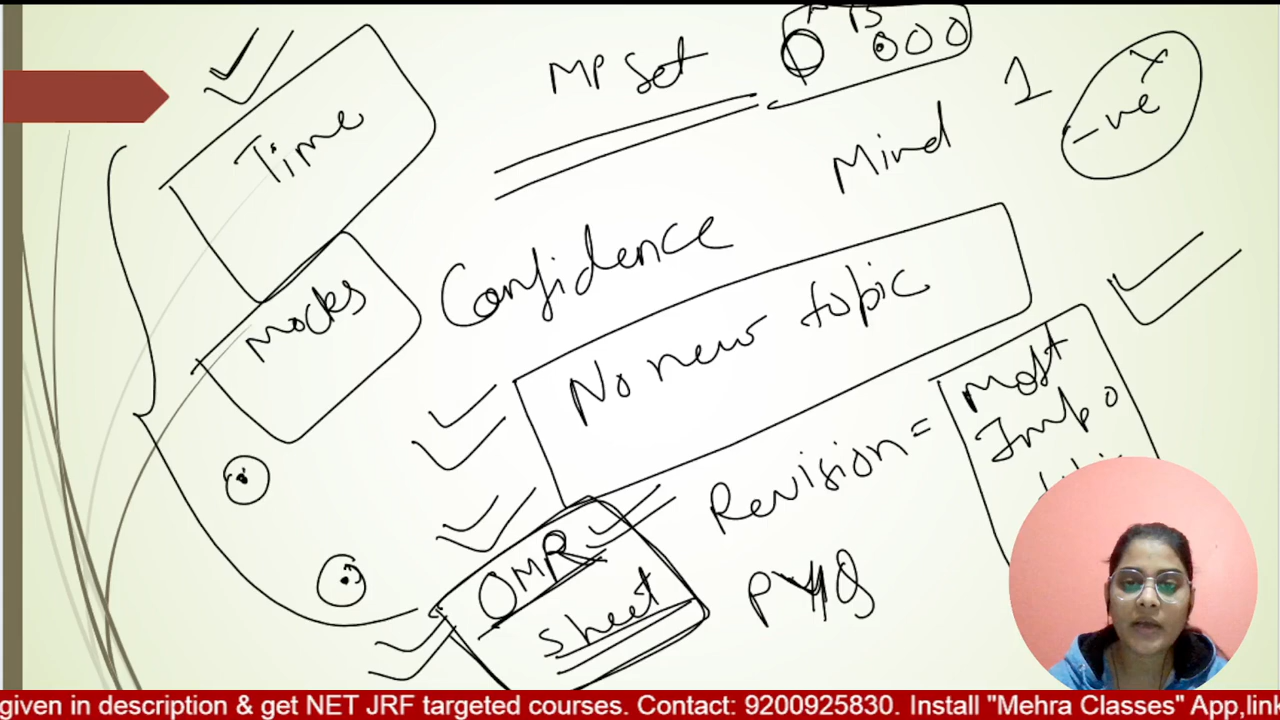 MP Set
Time
Mind
1
-ve
Confidence
Mocks
No new topic
Most
Impo
Revision =
OMR
sheet
PYQ
given in description & get NET JRF targeted courses. Contact: 9200925830. Install "Mehra Classes" App,link